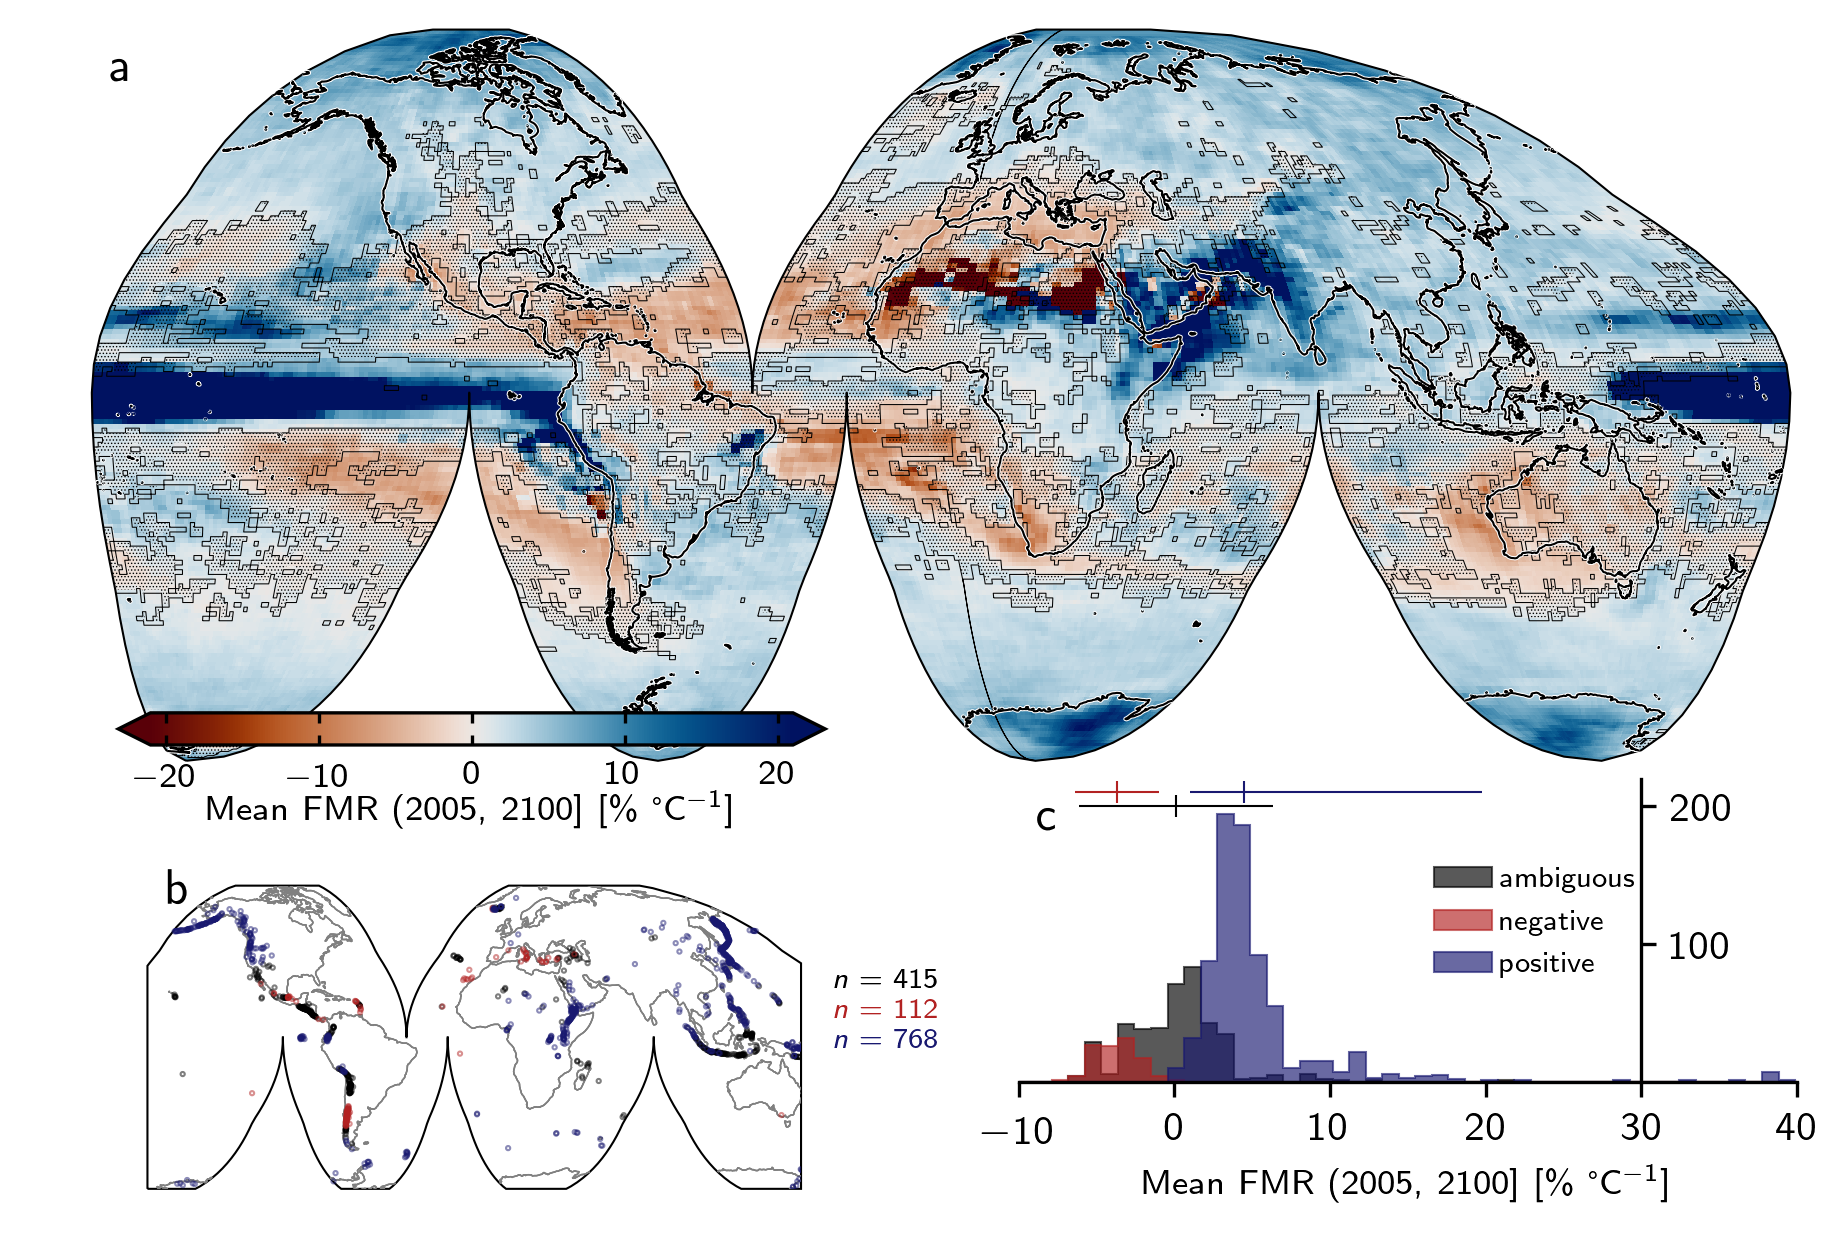 a
−20 −10 0 10 20
Mean FMR (2005, 2100] [% °C⁻¹]
b
n = 415
n = 112
n = 768
c
200
100
ambiguous
negative
positive
−10 0 10 20 30 40
Mean FMR (2005, 2100] [% °C⁻¹]